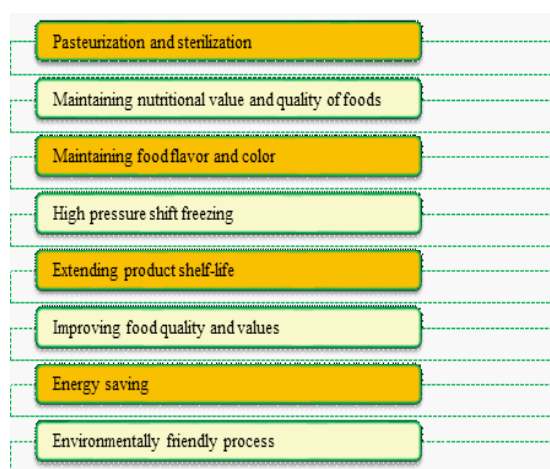 Pasteurization and sterilization
Maintaining nutritional value and quality of foods
Maintaining food flavor and color
High pressure shift freezing
Extending product shelf-life
Improving food quality and values
Energy saving
Environmentally friendly process